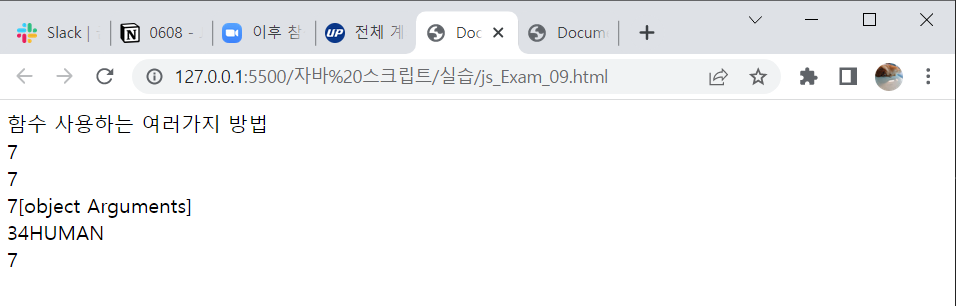 Slack | 0608 - 이후 참 전체 계 Doc Docum
127.0.0.1:5500/자바%20스크립트/실습/js_Exam_09.html
함수 사용하는 여러가지 방법
7
7
7[object Arguments]
34HUMAN
7